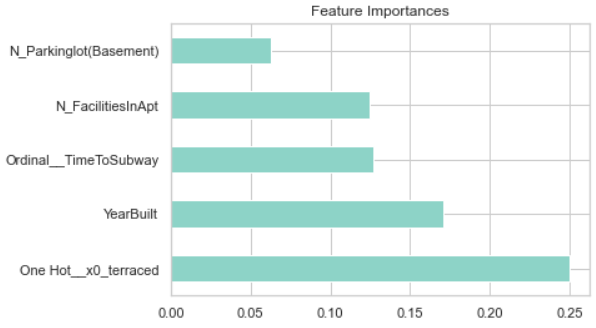 Feature Importances
N_Parkinglot(Basement)
N_FacilitiesInApt
Ordinal__TimeToSubway
YearBuilt
One Hot__x0_terraced
0.00 0.05 0.10 0.15 0.20 0.25